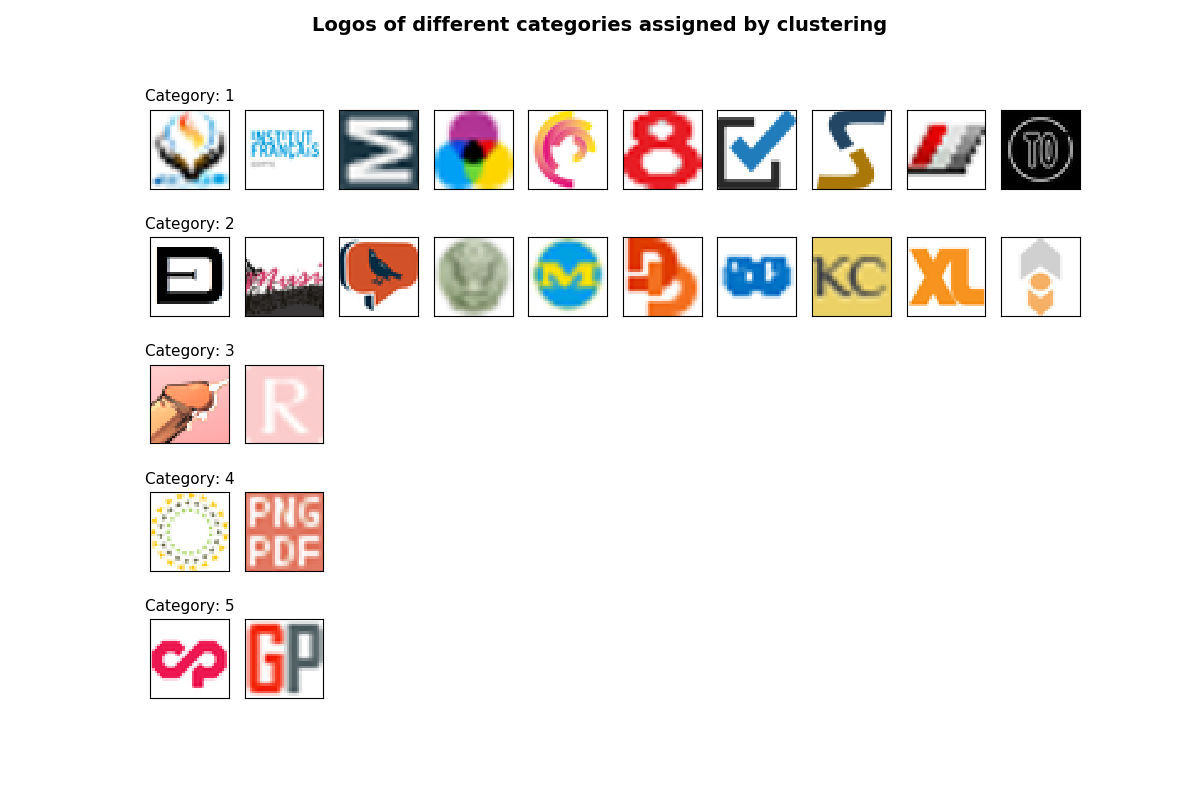 Logos of different categories assigned by clustering
Category: 1
INSTITUT
FRANÇAIS
8
TO
Category: 2
Musi
M
KC
XL
Category: 3
R
Category: 4
PNG
PDF
Category: 5
GP